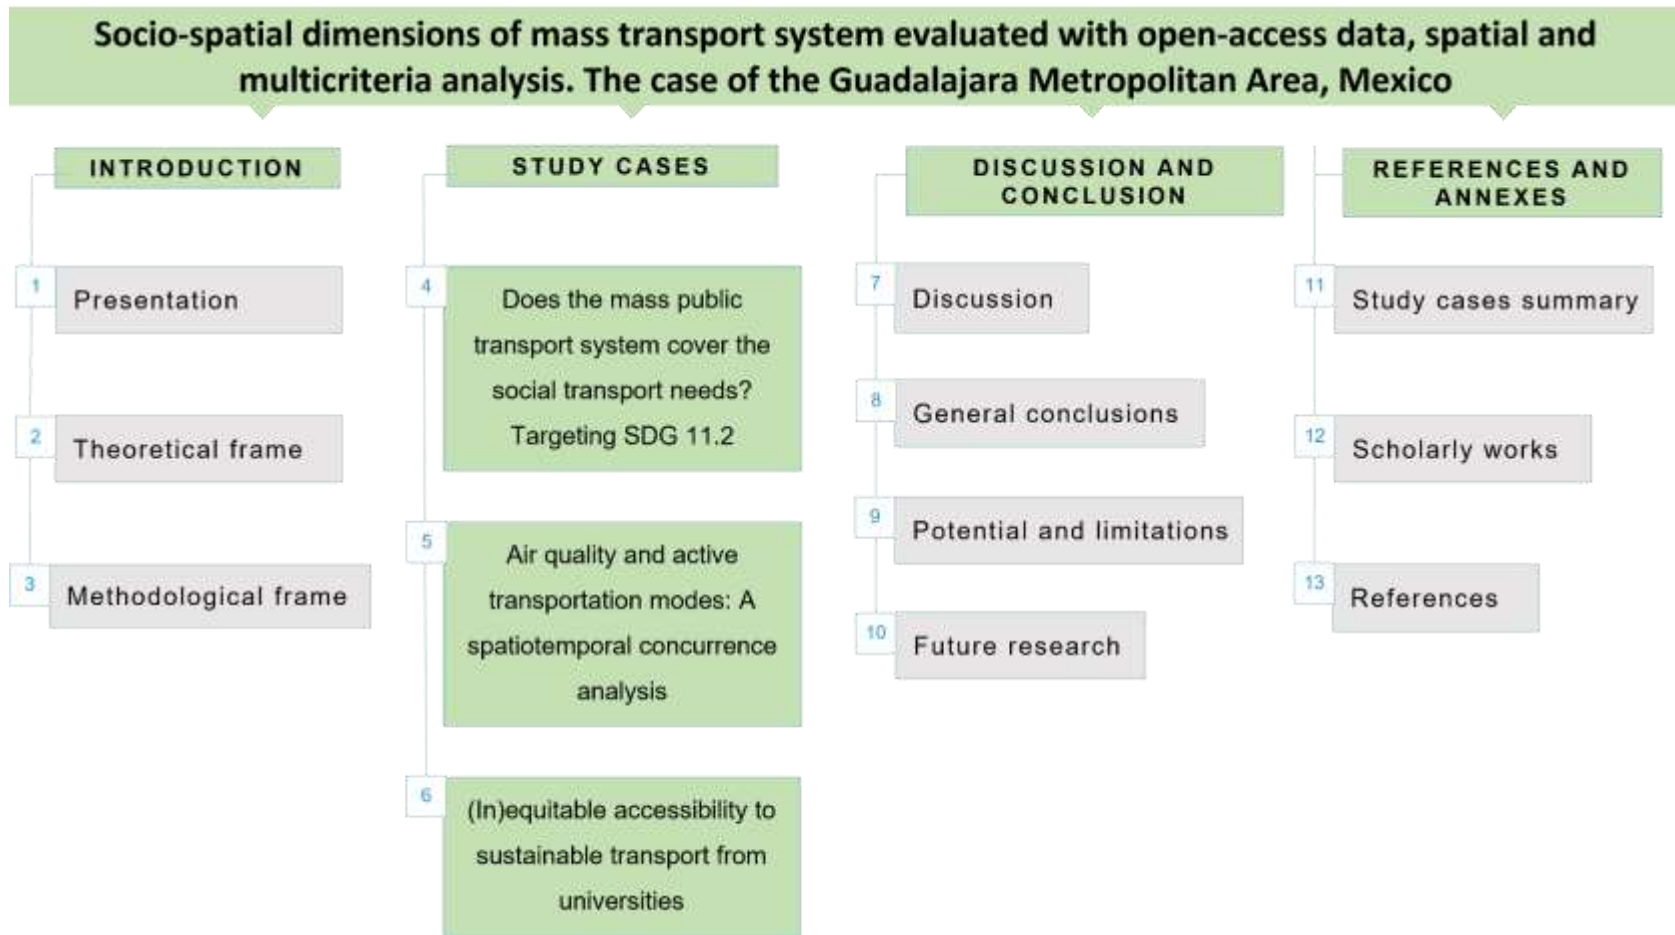 Socio-spatial dimensions of mass transport system evaluated with open-access data, spatial and
multicriteria analysis. The case of the Guadalajara Metropolitan Area, Mexico
INTRODUCTION
1
Presentation
2
Theoretical frame
3
Methodological frame
STUDY CASES
4
Does the mass public
transport system cover the
social transport needs?
Targeting SDG 11.2
5
Air quality and active
transportation modes: A
spatiotemporal concurrence
analysis
6
(In)equitable accessibility to
sustainable transport from
universities
DISCUSSION AND
CONCLUSION
7
Discussion
8
General conclusions
9
Potential and limitations
10
Future research
REFERENCES AND
ANNEXES
11
Study cases summary
12
Scholarly works
13
References